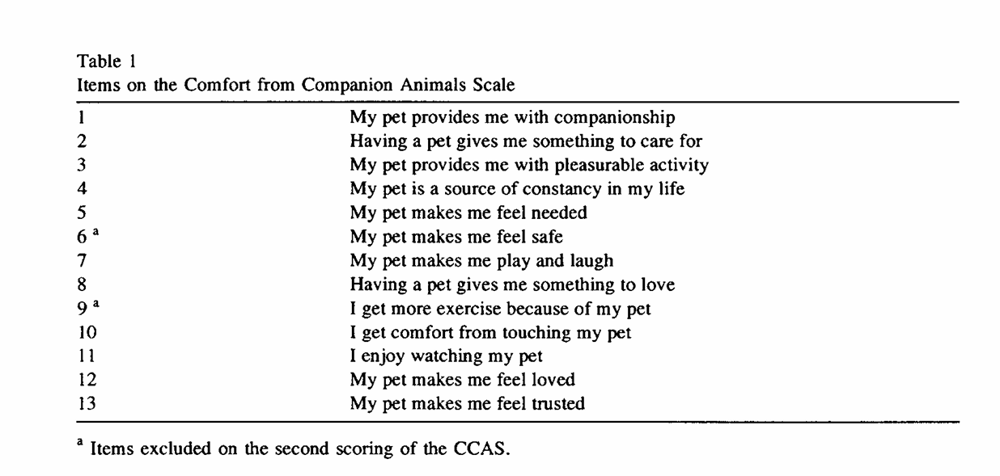 Table 1
Items on the Comfort from Companion Animals Scale
1 My pet provides me with companionship
2 Having a pet gives me something to care for
3 My pet provides me with pleasurable activity
4 My pet is a source of constancy in my life
5 My pet makes me feel needed
6 a My pet makes me feel safe
7 My pet makes me play and laugh
8 Having a pet gives me something to love
9 a I get more exercise because of my pet
10 I get comfort from touching my pet
11 I enjoy watching my pet
12 My pet makes me feel loved
13 My pet makes me feel trusted
a Items excluded on the second scoring of the CCAS.